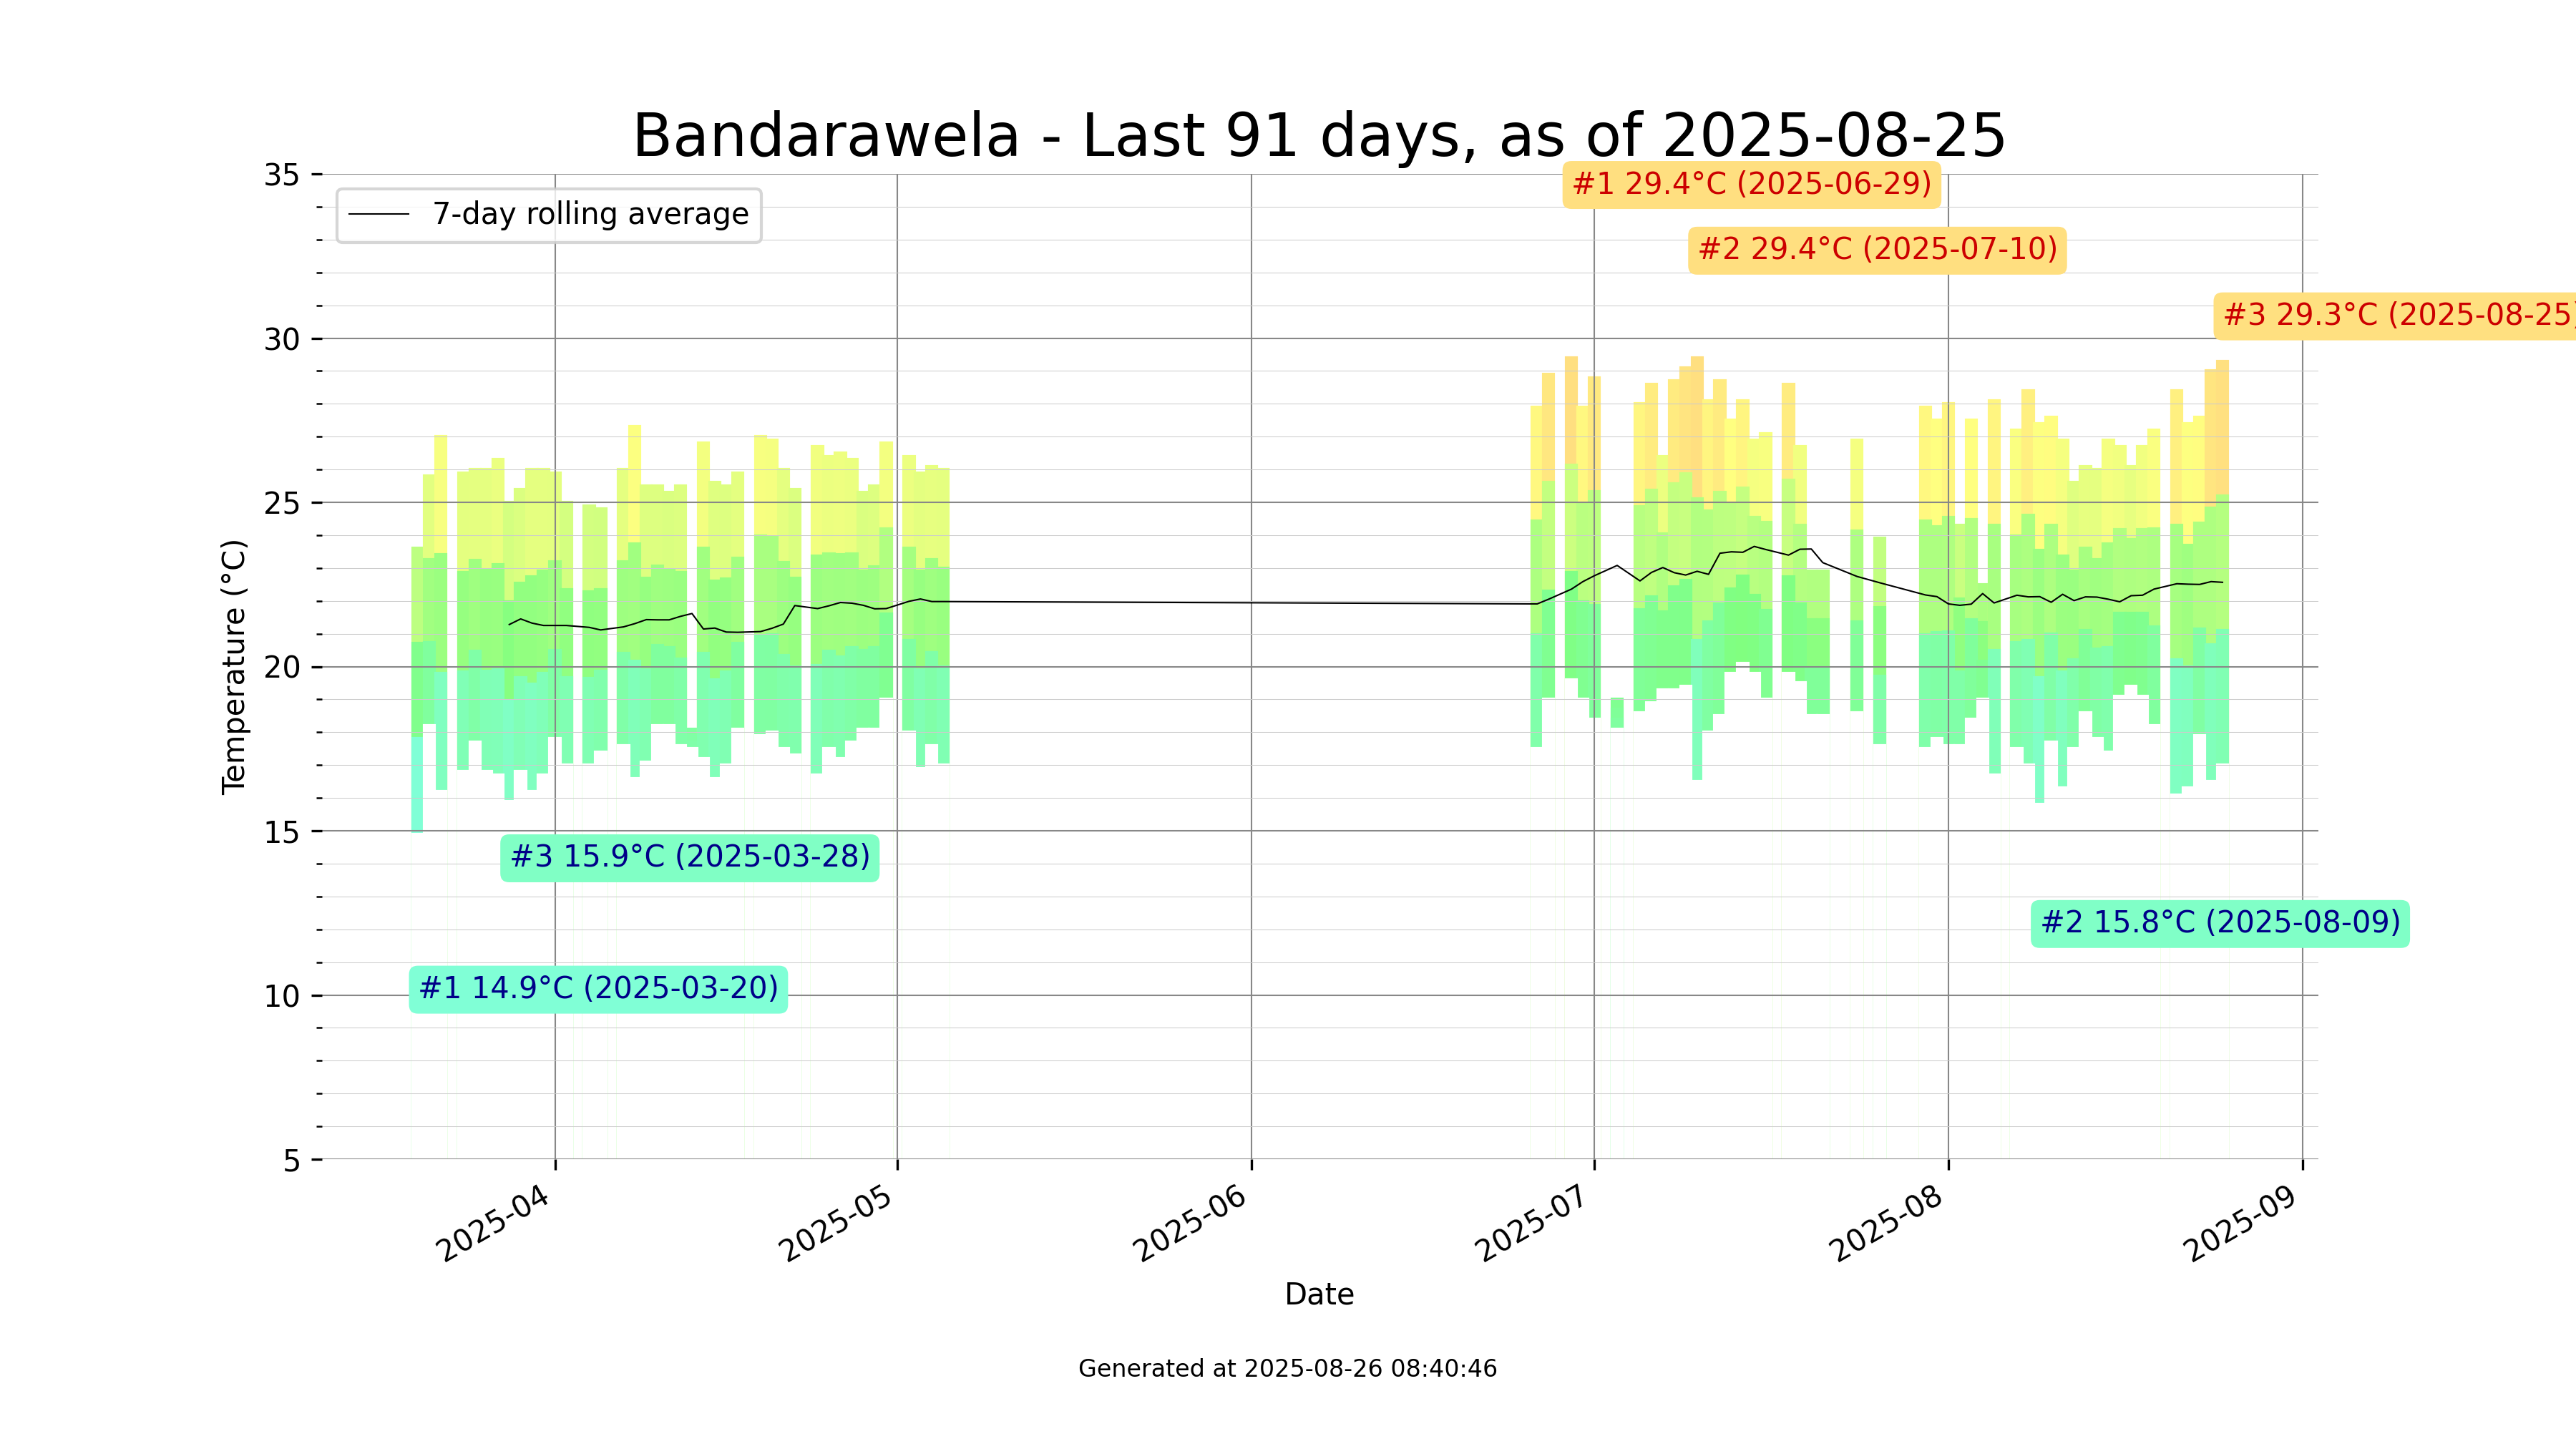 Bandarawela - Last 91 days, as of 2025-08-25
35
7-day rolling average
#1 29.4°C (2025-06-29)
#2 29.4°C (2025-07-10)
#3 29.3°C (2025-08-25)
30
25
20
15
10
5
Temperature (°C)
#3 15.9°C (2025-03-28)
#2 15.8°C (2025-08-09)
#1 14.9°C (2025-03-20)
2025-04
2025-05
2025-06
2025-07
2025-08
2025-09
Date
Generated at 2025-08-26 08:40:46